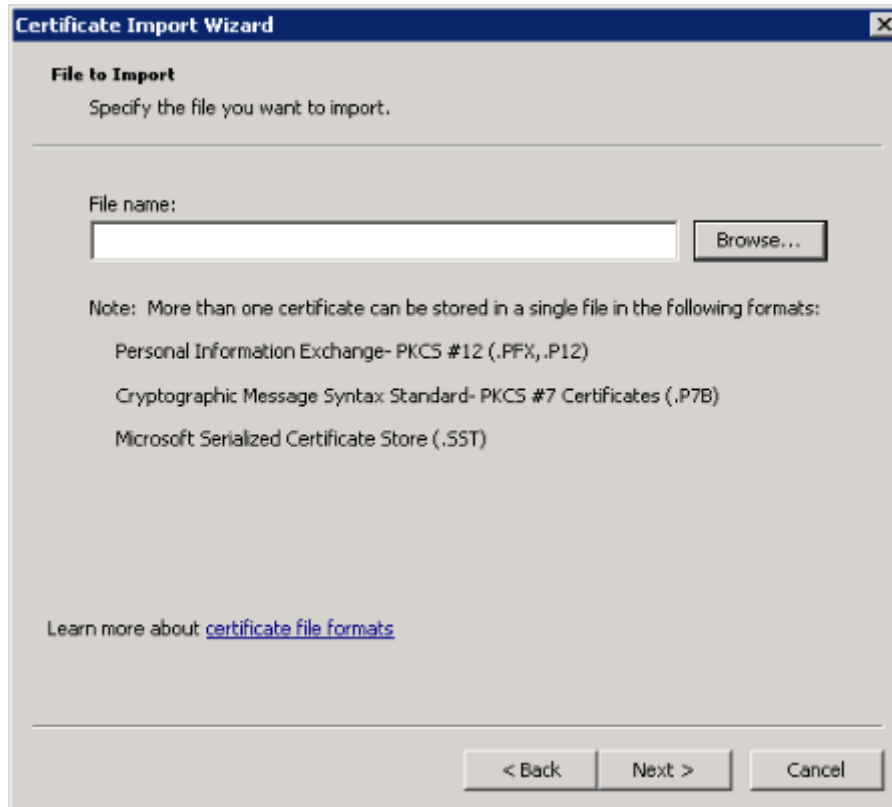 Certificate Import Wizard
File to Import
Specify the file you want to import.
File name:
Browse...
Note: More than one certificate can be stored in a single file in the following formats:
Personal Information Exchange- PKCS #12 (.PFX,.P12)
Cryptographic Message Syntax Standard- PKCS #7 Certificates (.P7B)
Microsoft Serialized Certificate Store (.SST)
Learn more about certificate file formats
< Back Next > Cancel